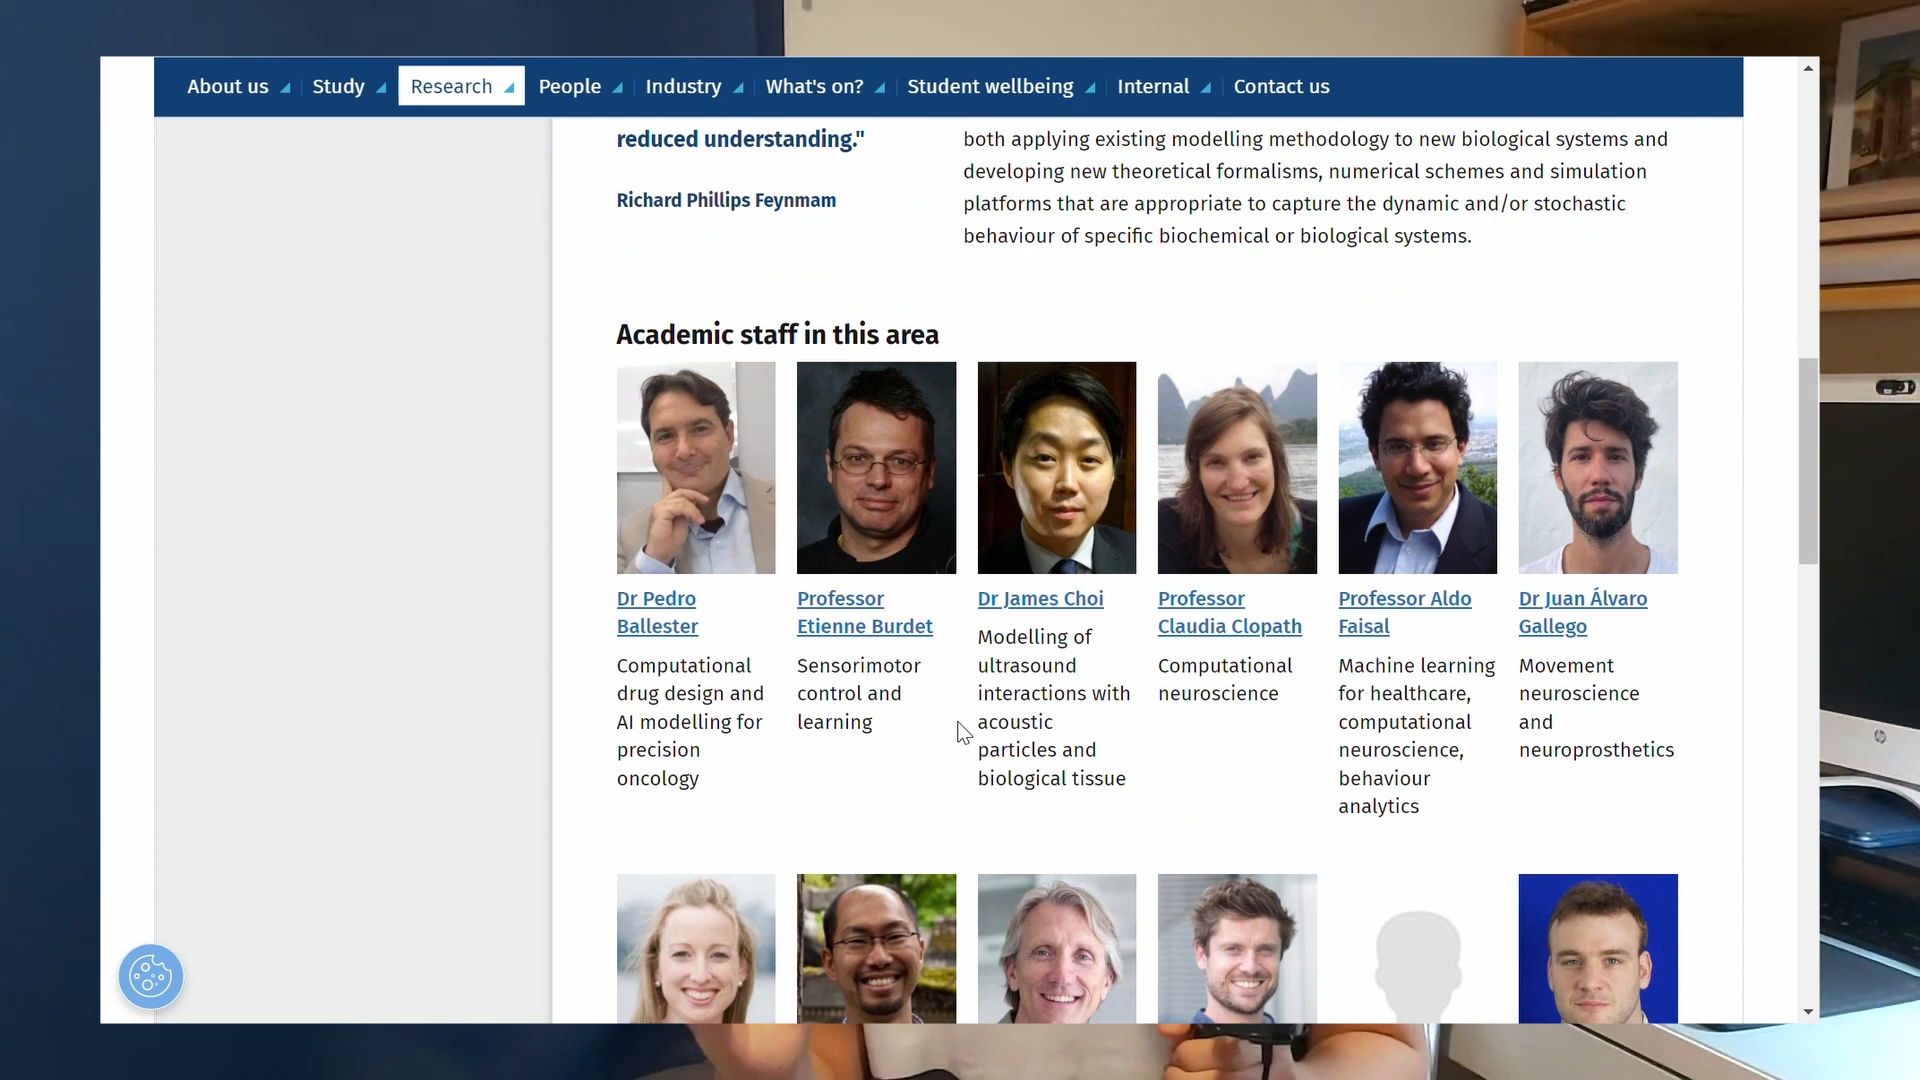 About us Study Research People Industry What's on? Student wellbeing Internal Contact us
reduced understanding."
Richard Phillips Feynmam
both applying existing modelling methodology to new biological systems and
developing new theoretical formalisms, numerical schemes and simulation
platforms that are appropriate to capture the dynamic and/or stochastic
behaviour of specific biochemical or biological systems.
Academic staff in this area
Dr Pedro
Ballester
Computational
drug design and
AI modelling for
precision
oncology
Professor
Etienne Burdet
Sensorimotor
control and
learning
Dr James Choi
Modelling of
ultrasound
interactions with
acoustic
particles and
biological tissue
Professor
Claudia Clopath
Computational
neuroscience
Professor Aldo
Faisal
Machine learning
for healthcare,
computational
neuroscience,
behaviour
analytics
Dr Juan Álvaro
Gallego
Movement
neuroscience
and
neuroprosthetics
hp